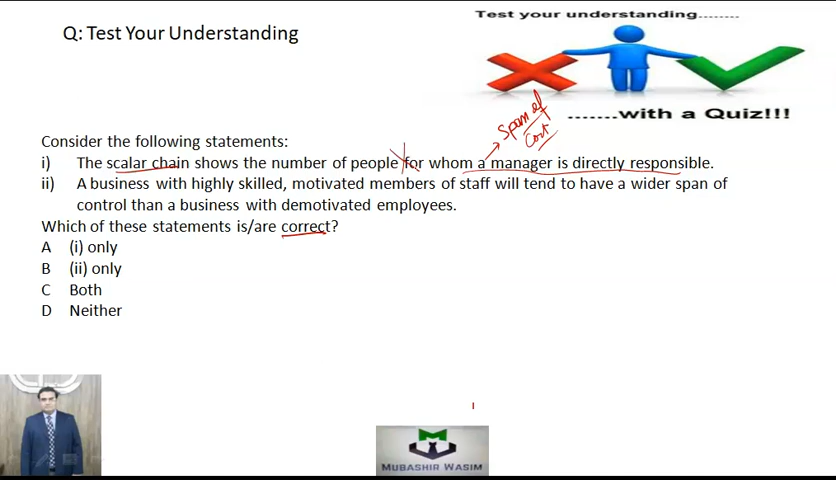 Test your understanding........
Q: Test Your Understanding
.......with a Quiz!!!
Span of
Cont
Consider the following statements:
i) The scalar chain shows the number of people for whom a manager is directly responsible.
ii) A business with highly skilled, motivated members of staff will tend to have a wider span of
control than a business with demotivated employees.
Which of these statements is/are correct?
A (i) only
B (ii) only
C Both
D Neither
MUBASHIR WASIM